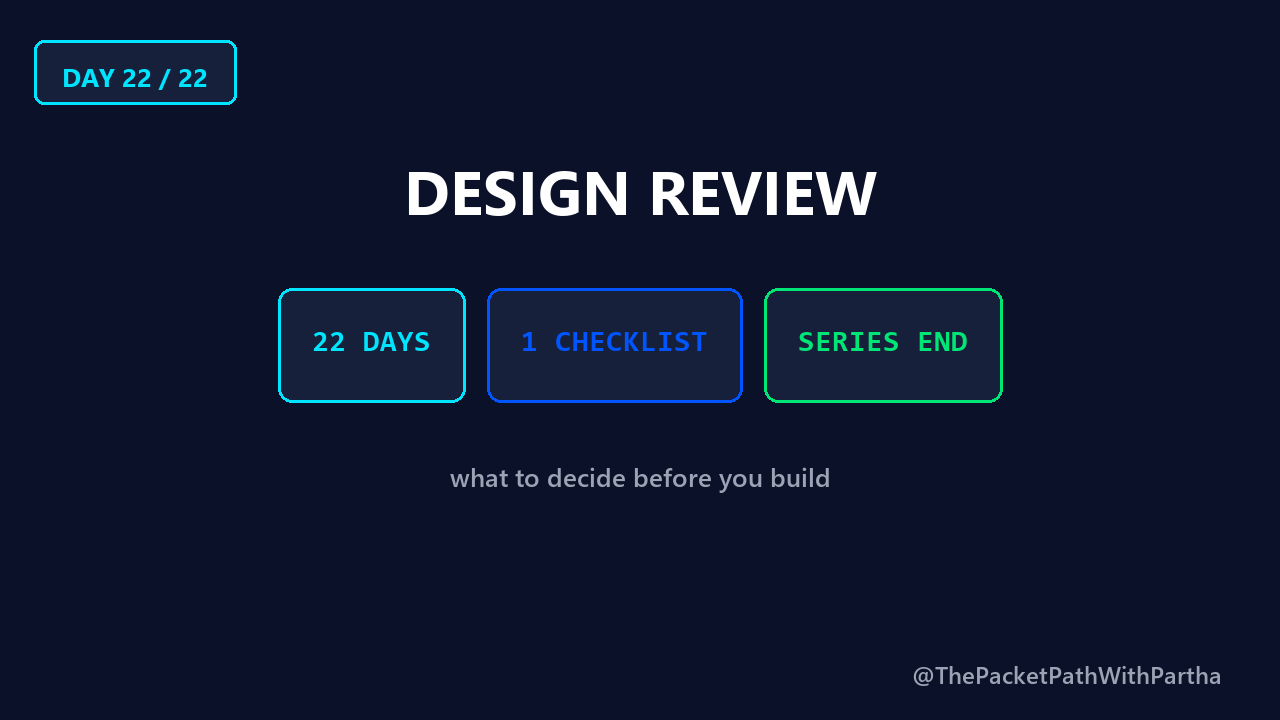 DAY 22 / 22
DESIGN REVIEW
22 DAYS
1 CHECKLIST
SERIES END
what to decide before you build
@ThePacketPathWithPartha